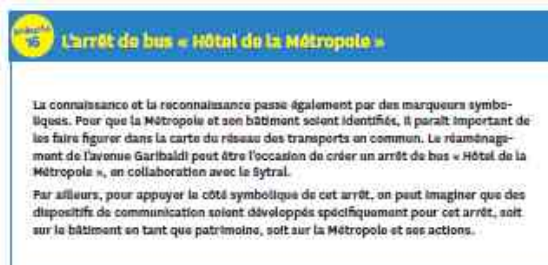 16
L'arrêt de bus « Hôtel de la Métropole »
La connaissance et la reconnaissance passe également par des marqueurs symbo-
liques. Pour que la Métropole et son bâtiment soient identifiés, il paraît important de
les faire figurer dans la carte du réseau des transports en commun. Le réaménage-
ment de l'avenue Garibaldi peut être l'occasion de créer un arrêt de bus « Hôtel de la
Métropole », en collaboration avec le Sytral.
Par ailleurs, pour appuyer le côté symbolique de cet arrêt, on peut imaginer que des
dispositifs de communication soient développés spécifiquement pour cet arrêt, soit
sur le bâtiment en tant que patrimoine, soit sur la Métropole et ses actions.